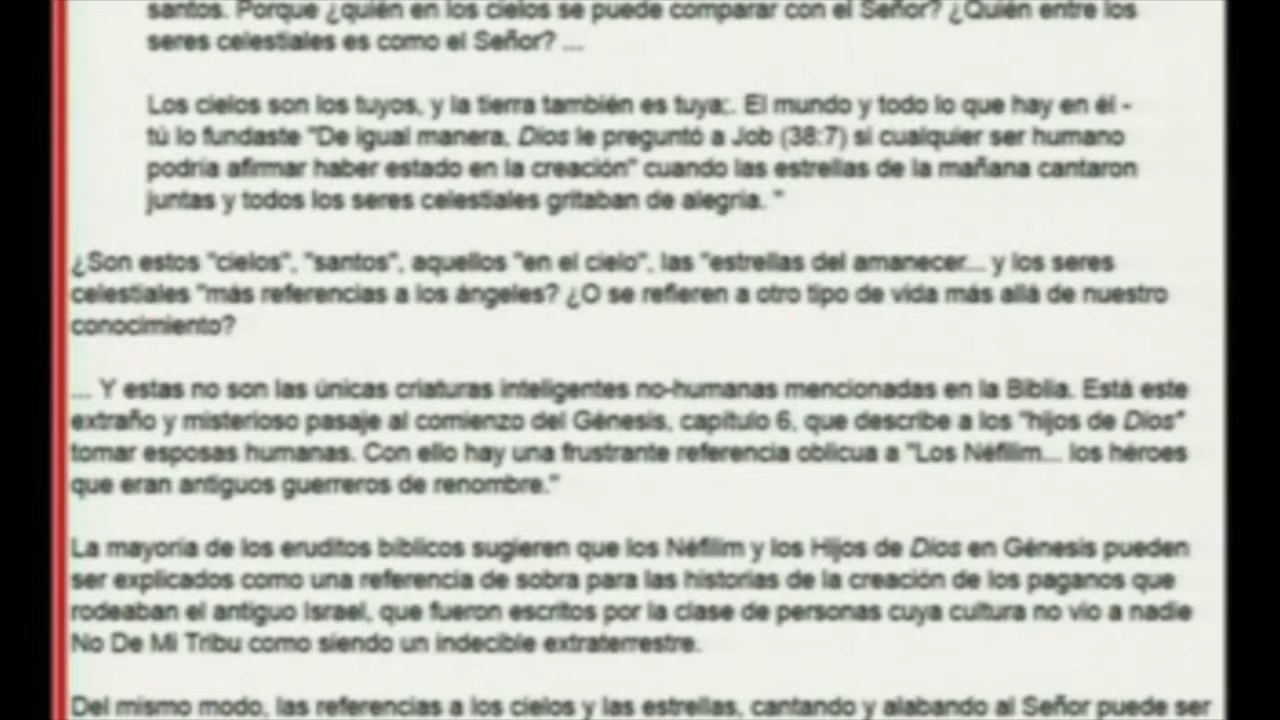 santos. Porque ¿quién en los cielos se puede comparar con el Señor? ¿Quién entre los
seres celestiales es como el Señor? ...
Los cielos son los tuyos, y la tierra también es tuya;. El mundo y todo lo que hay en él -
tú lo fundaste "De igual manera, Dios le preguntó a Job (38:7) si cualquier ser humano
podría afirmar haber estado en la creación" cuando las estrellas de la mañana cantaron
juntas y todos los seres celestiales gritaban de alegría. "
¿Son estos "cielos", "santos", aquellos "en el cielo", las "estrellas del amanecer... y los seres
celestiales "más referencias a los ángeles? ¿O se refieren a otro tipo de vida más allá de nuestro
conocimiento?
... Y estas no son las únicas criaturas inteligentes no-humanas mencionadas en la Biblia. Está este
extraño y misterioso pasaje al comienzo del Génesis, capítulo 6, que describe a los "hijos de Dios"
tomar esposas humanas. Con ello hay una frustrante referencia oblicua a "Los Néfilim... los héroes
que eran antiguos guerreros de renombre."
La mayoría de los eruditos bíblicos sugieren que los Néfilim y los Hijos de Dios en Génesis pueden
ser explicados como una referencia de sobra para las historias de la creación de los paganos que
rodeaban el antiguo Israel, que fueron escritos por la clase de personas cuya cultura no vio a nadie
No De Mi Tribu como siendo un indecible extraterrestre.
Del mismo modo, las referencias a los cielos y las estrellas, cantando y alabando al Señor puede ser